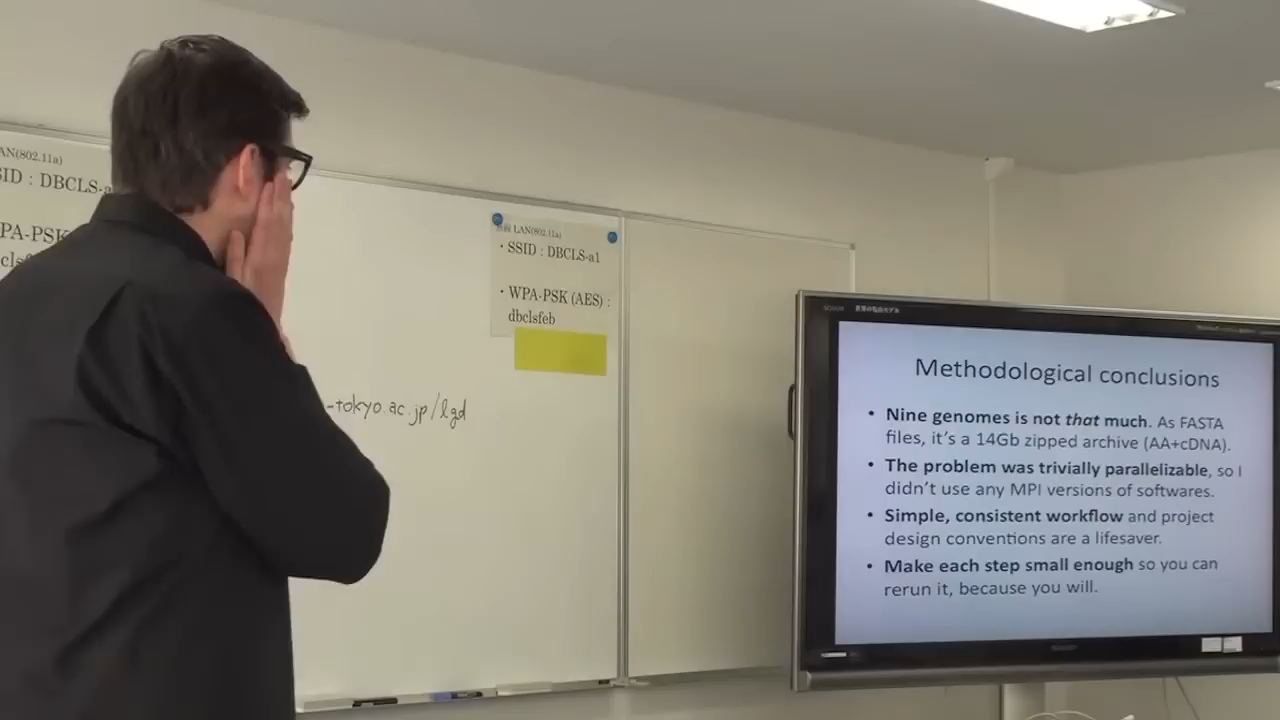 AN(802.11a)
SID : DBCLS-a
PA-PSK
LAN(802.11a)
・SSID : DBCLS-a1
・WPA-PSK (AES) :
dbclsfeb
-tokyo.ac.jp/lgd
Methodological conclusions
• Nine genomes is not that much. As FASTA
files, it's a 14Gb zipped archive (AA+cDNA).
• The problem was trivially parallelizable, so I
didn't use any MPI versions of softwares.
• Simple, consistent workflow and project
design conventions are a lifesaver.
• Make each step small enough so you can
rerun it, because you will.